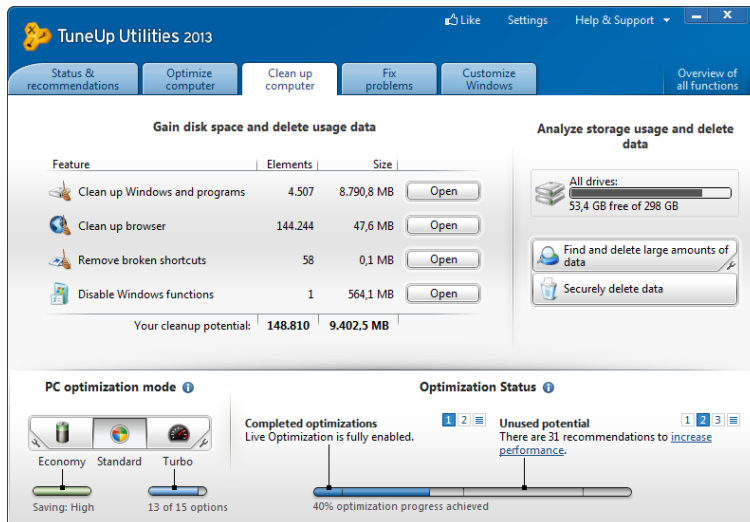 TuneUp Utilities 2013
Like Settings Help & Support
Status & recommendations
Optimize computer
Clean up computer
Fix problems
Customize Windows
Overview of all functions
Gain disk space and delete usage data
Feature Elements Size
Clean up Windows and programs 4.507 8.790,8 MB Open
Clean up browser 144.244 47,6 MB Open
Remove broken shortcuts 58 0,1 MB Open
Disable Windows functions 1 564,1 MB Open
Your cleanup potential: 148.810 9.402,5 MB
Analyze storage usage and delete
data
All drives:
53,4 GB free of 298 GB
Find and delete large amounts of
data
Securely delete data
PC optimization mode
Economy Standard Turbo
Saving: High
13 of 15 options
Optimization Status
Completed optimizations 1 2
Live Optimization is fully enabled.
Unused potential 1 2 3
There are 31 recommendations to increase
performance.
40% optimization progress achieved